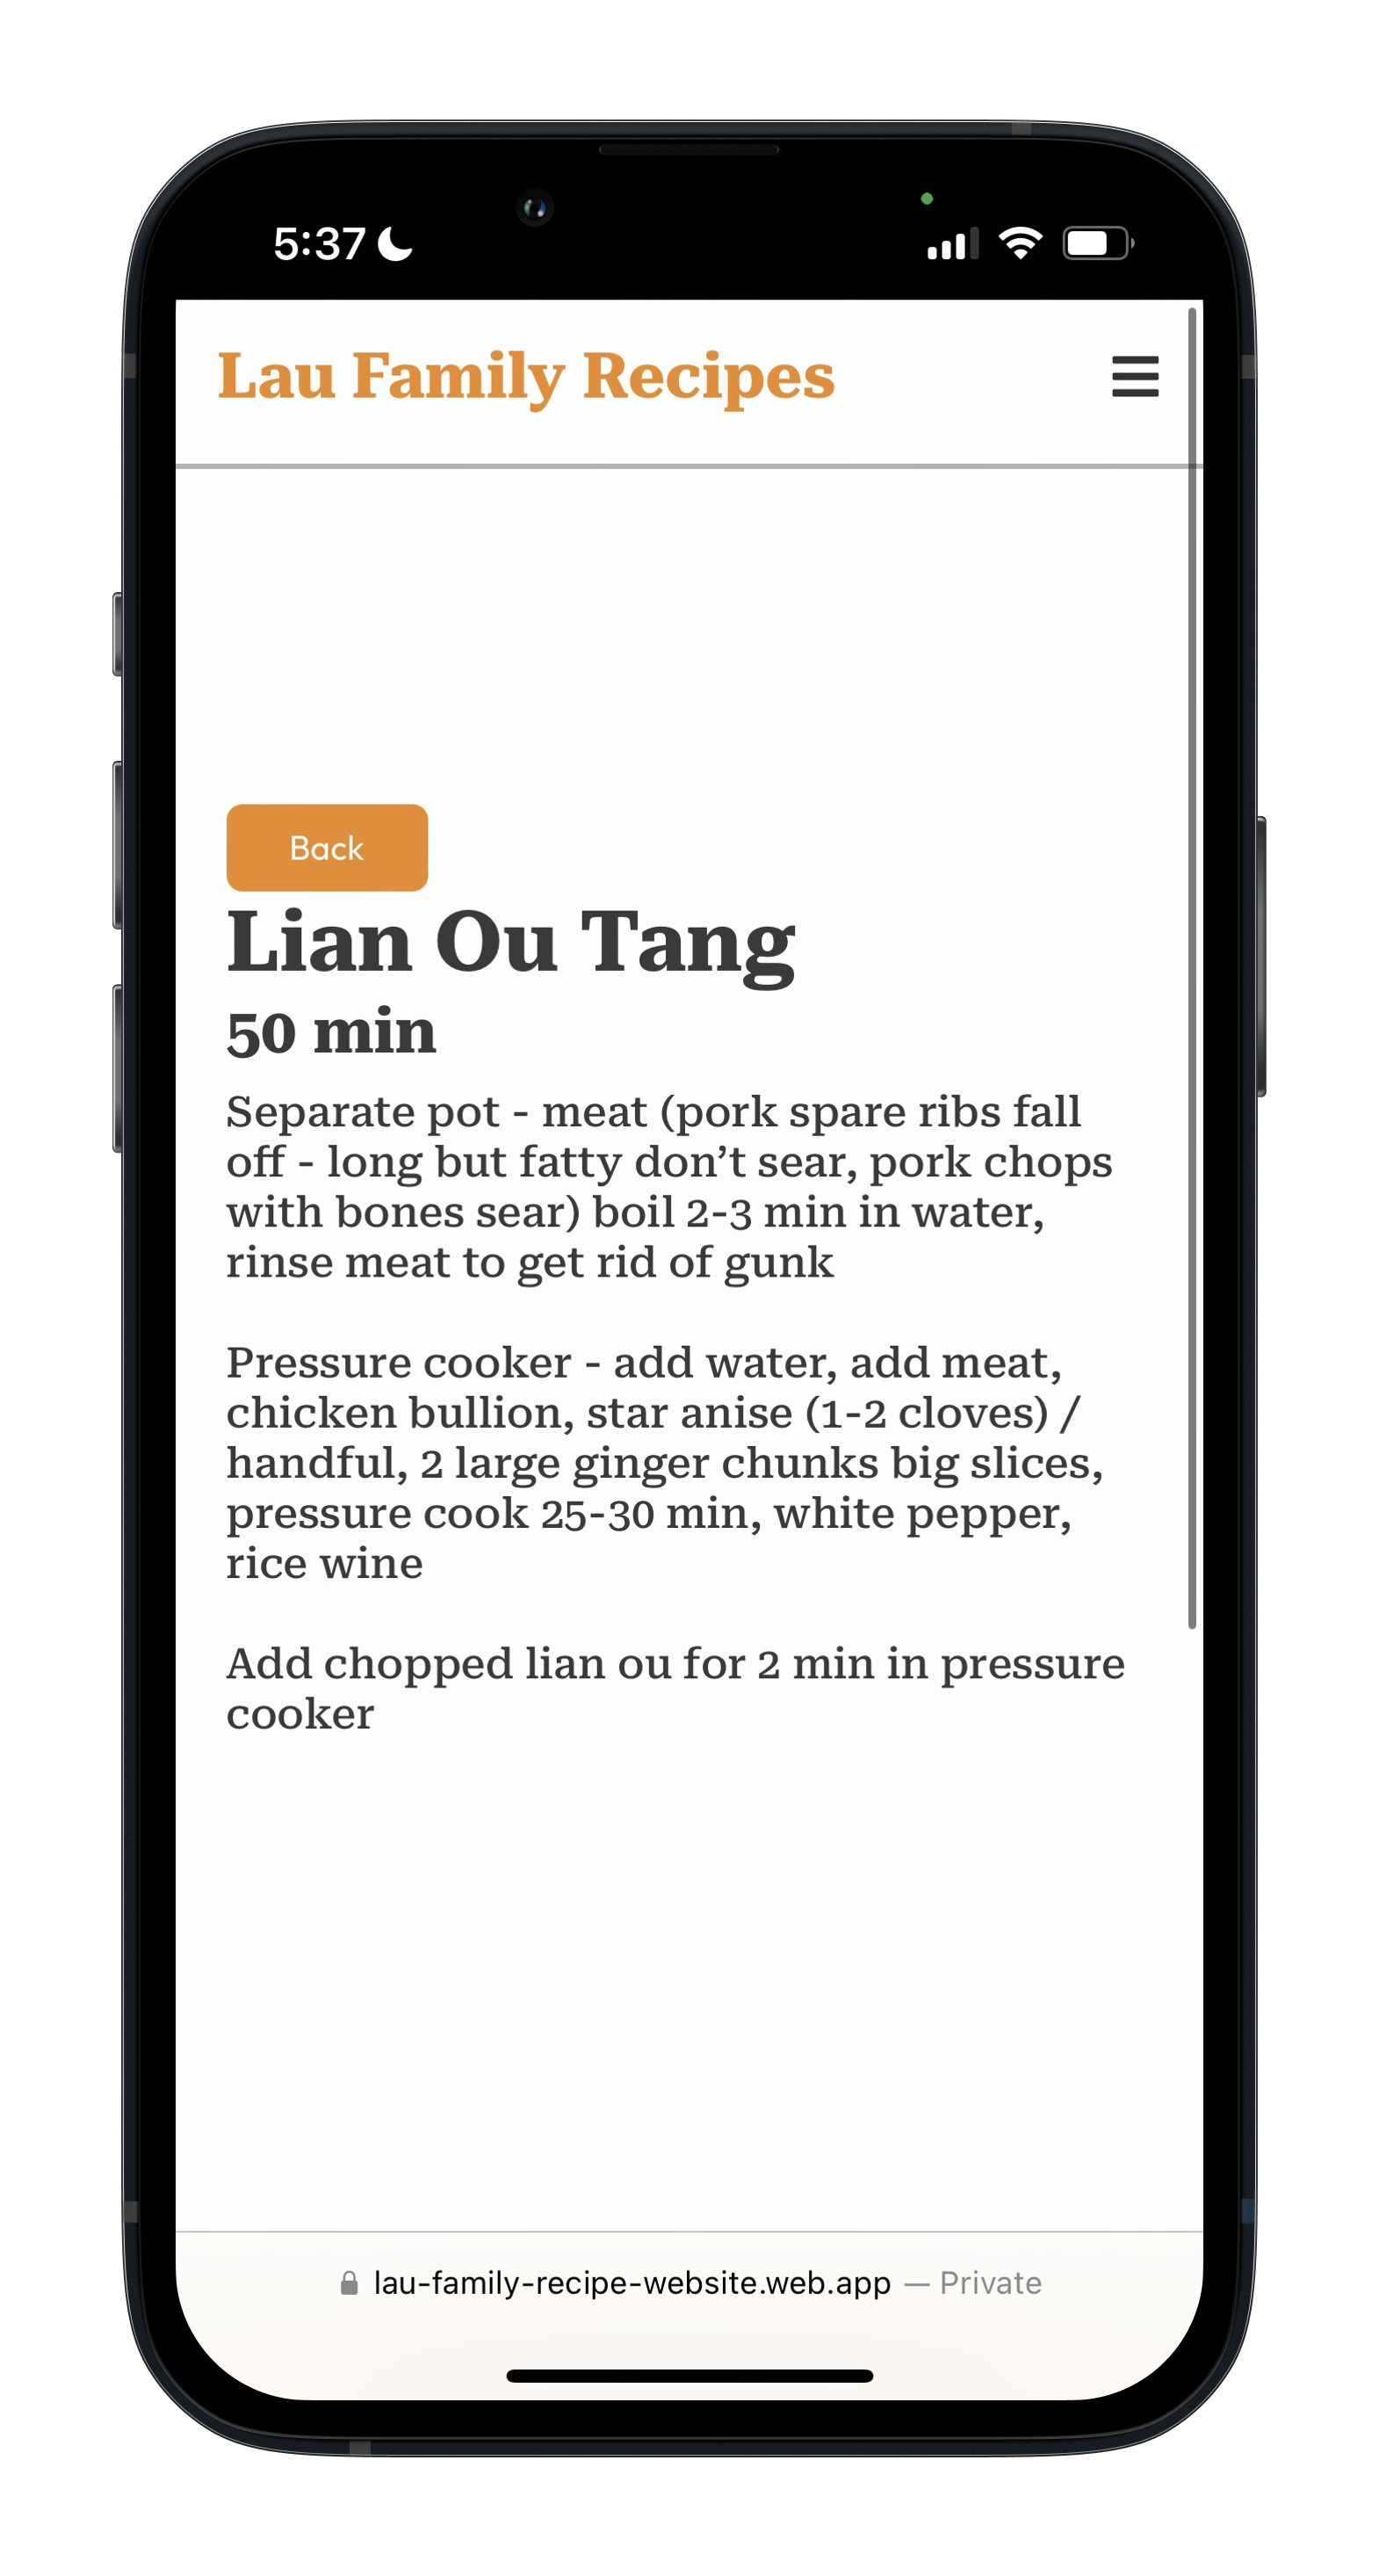 5:37
Lau Family Recipes
Back
Lian Ou Tang
50 min
Separate pot - meat (pork spare ribs fall
off - long but fatty don’t sear, pork chops
with bones sear) boil 2-3 min in water,
rinse meat to get rid of gunk
Pressure cooker - add water, add meat,
chicken bullion, star anise (1-2 cloves) /
handful, 2 large ginger chunks big slices,
pressure cook 25-30 min, white pepper,
rice wine
Add chopped lian ou for 2 min in pressure
cooker
lau-family-recipe-website.web.app — Private